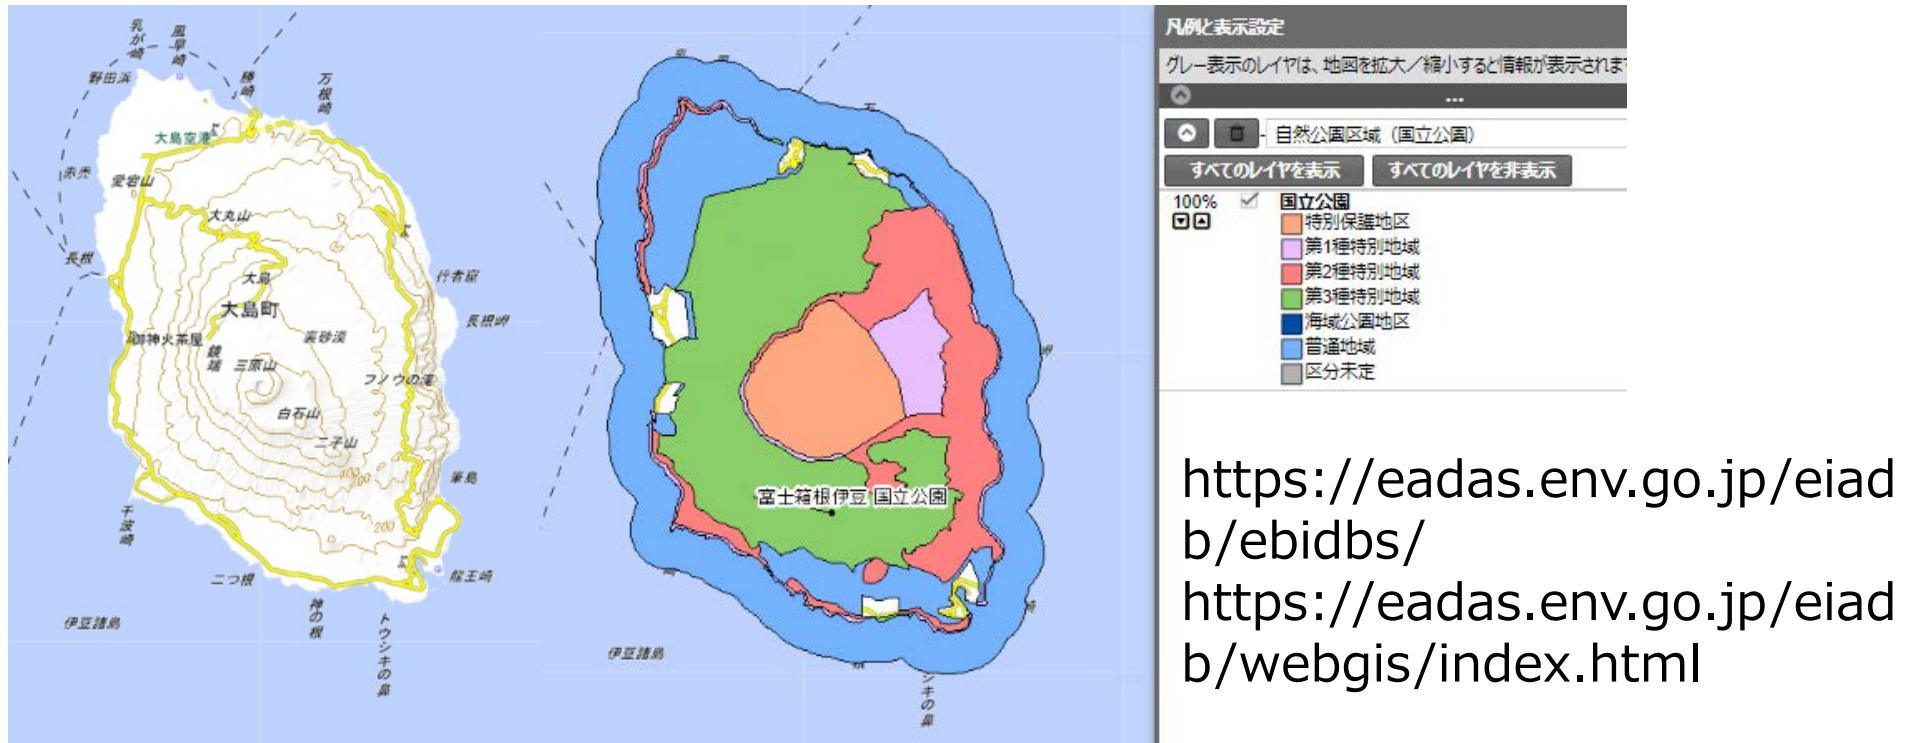 乳が崎
風早崎
野田浜
勝崎
万根崎
大島空港
赤禿
愛宕山
大丸山
長根
大島
行者窟
大島町
長根岬
御神火茶屋
鏡端
裏砂漠
三原山
フノウの滝
白石山
二子山
筆島
400
200
千波崎
二つ根
龍王崎
神の根
トウシキの鼻
伊豆諸島
富士箱根伊豆 国立公園
伊豆諸島
シキの鼻
凡例と表示設定
グレー表示のレイヤは、地図を拡大／縮小すると情報が表示されま
...
- 自然公園区域（国立公園）
すべてのレイヤを表示 すべてのレイヤを非表示
100% 国立公園
特別保護地区
第1種特別地域
第2種特別地域
第3種特別地域
海域公園地区
普通地域
区分未定
https://eadas.env.go.jp/eiad
b/ebidbs/
https://eadas.env.go.jp/eiad
b/webgis/index.html